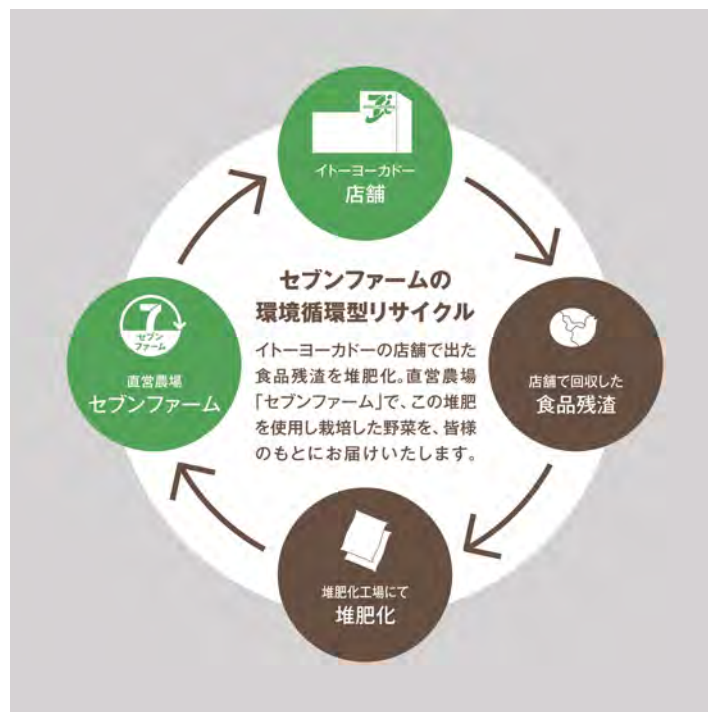 イトーヨーカドー
店舗
セブンファームの
環境循環型リサイクル
イトーヨーカドーの店舗で出た
食品残渣を堆肥化。直営農場
「セブンファーム」で、この堆肥
を使用し栽培した野菜を、皆様
のもとにお届けいたします。
店舗で回収した
食品残渣
堆肥化工場にて
堆肥化
7
セブン
ファーム
直営農場
セブンファーム